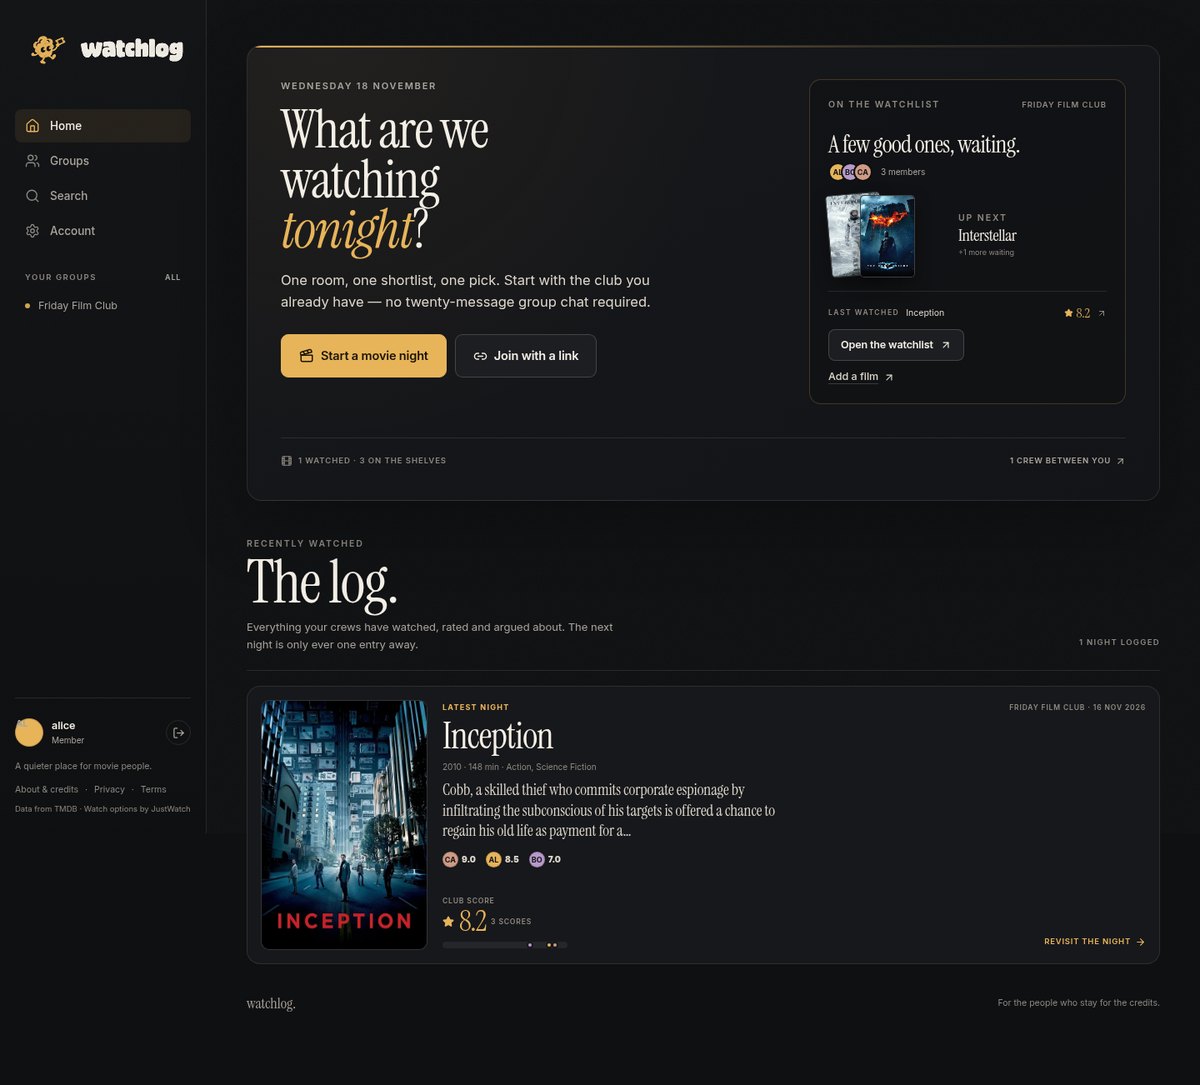 watchlog
Home
Groups
Search
Account
YOUR GROUPS ALL
Friday Film Club
WEDNESDAY 18 NOVEMBER
What are we
watching
tonight?
One room, one shortlist, one pick. Start with the club you
already have — no twenty-message group chat required.
Start a movie night
Join with a link
ON THE WATCHLIST FRIDAY FILM CLUB
A few good ones, waiting.
AL BO CA 3 members
UP NEXT
Interstellar
+1 more waiting
LAST WATCHED Inception 8.2
Open the watchlist
Add a film
1 WATCHED · 3 ON THE SHELVES
1 CREW BETWEEN YOU
RECENTLY WATCHED
The log.
Everything your crews have watched, rated and argued about. The next
night is only ever one entry away.
1 NIGHT LOGGED
INCEPTION
LATEST NIGHT
FRIDAY FILM CLUB · 16 NOV 2026
Inception
2010 · 148 min · Action, Science Fiction
Cobb, a skilled thief who commits corporate espionage by
infiltrating the subconscious of his targets is offered a chance to
regain his old life as payment for a...
CA 9.0 AL 8.5 BO 7.0
CLUB SCORE
8.2 3 SCORES
REVISIT THE NIGHT
alice
Member
A quieter place for movie people.
About & credits · Privacy · Terms
Data from TMDB · Watch options by JustWatch
watchlog.
For the people who stay for the credits.